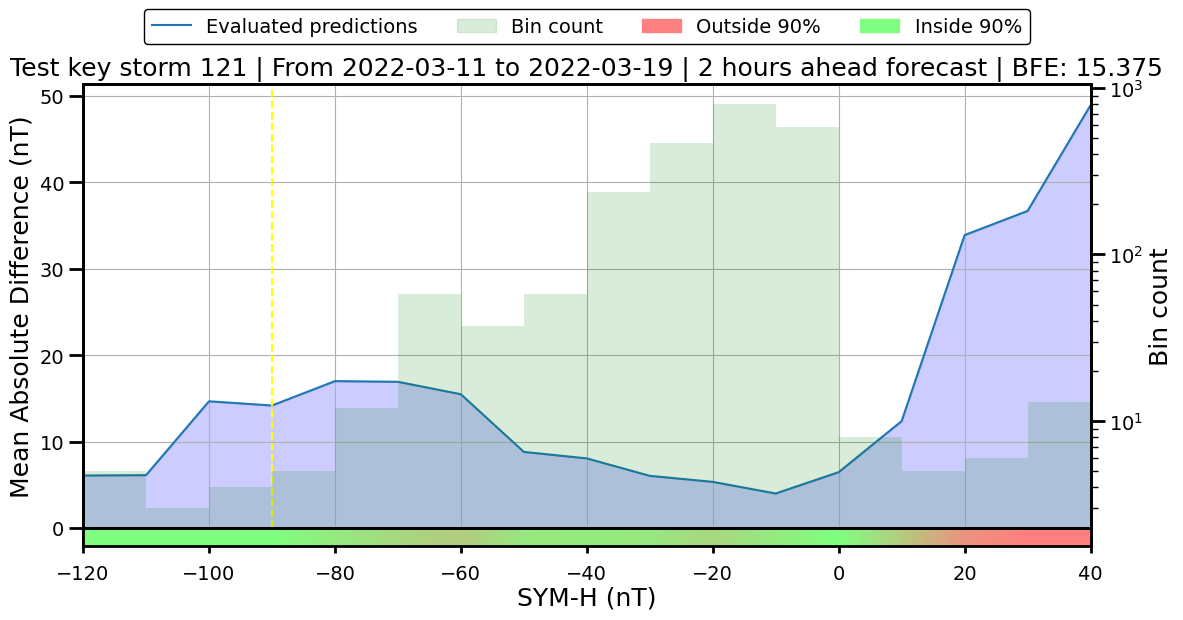 Evaluated predictions Bin count Outside 90% Inside 90%
Test key storm 121 | From 2022-03-11 to 2022-03-19 | 2 hours ahead forecast | BFE: 15.375
Mean Absolute Difference (nT)
50
40
30
20
10
0
10³
10²
10¹
Bin count
−120 −100 −80 −60 −40 −20 0 20 40
SYM-H (nT)